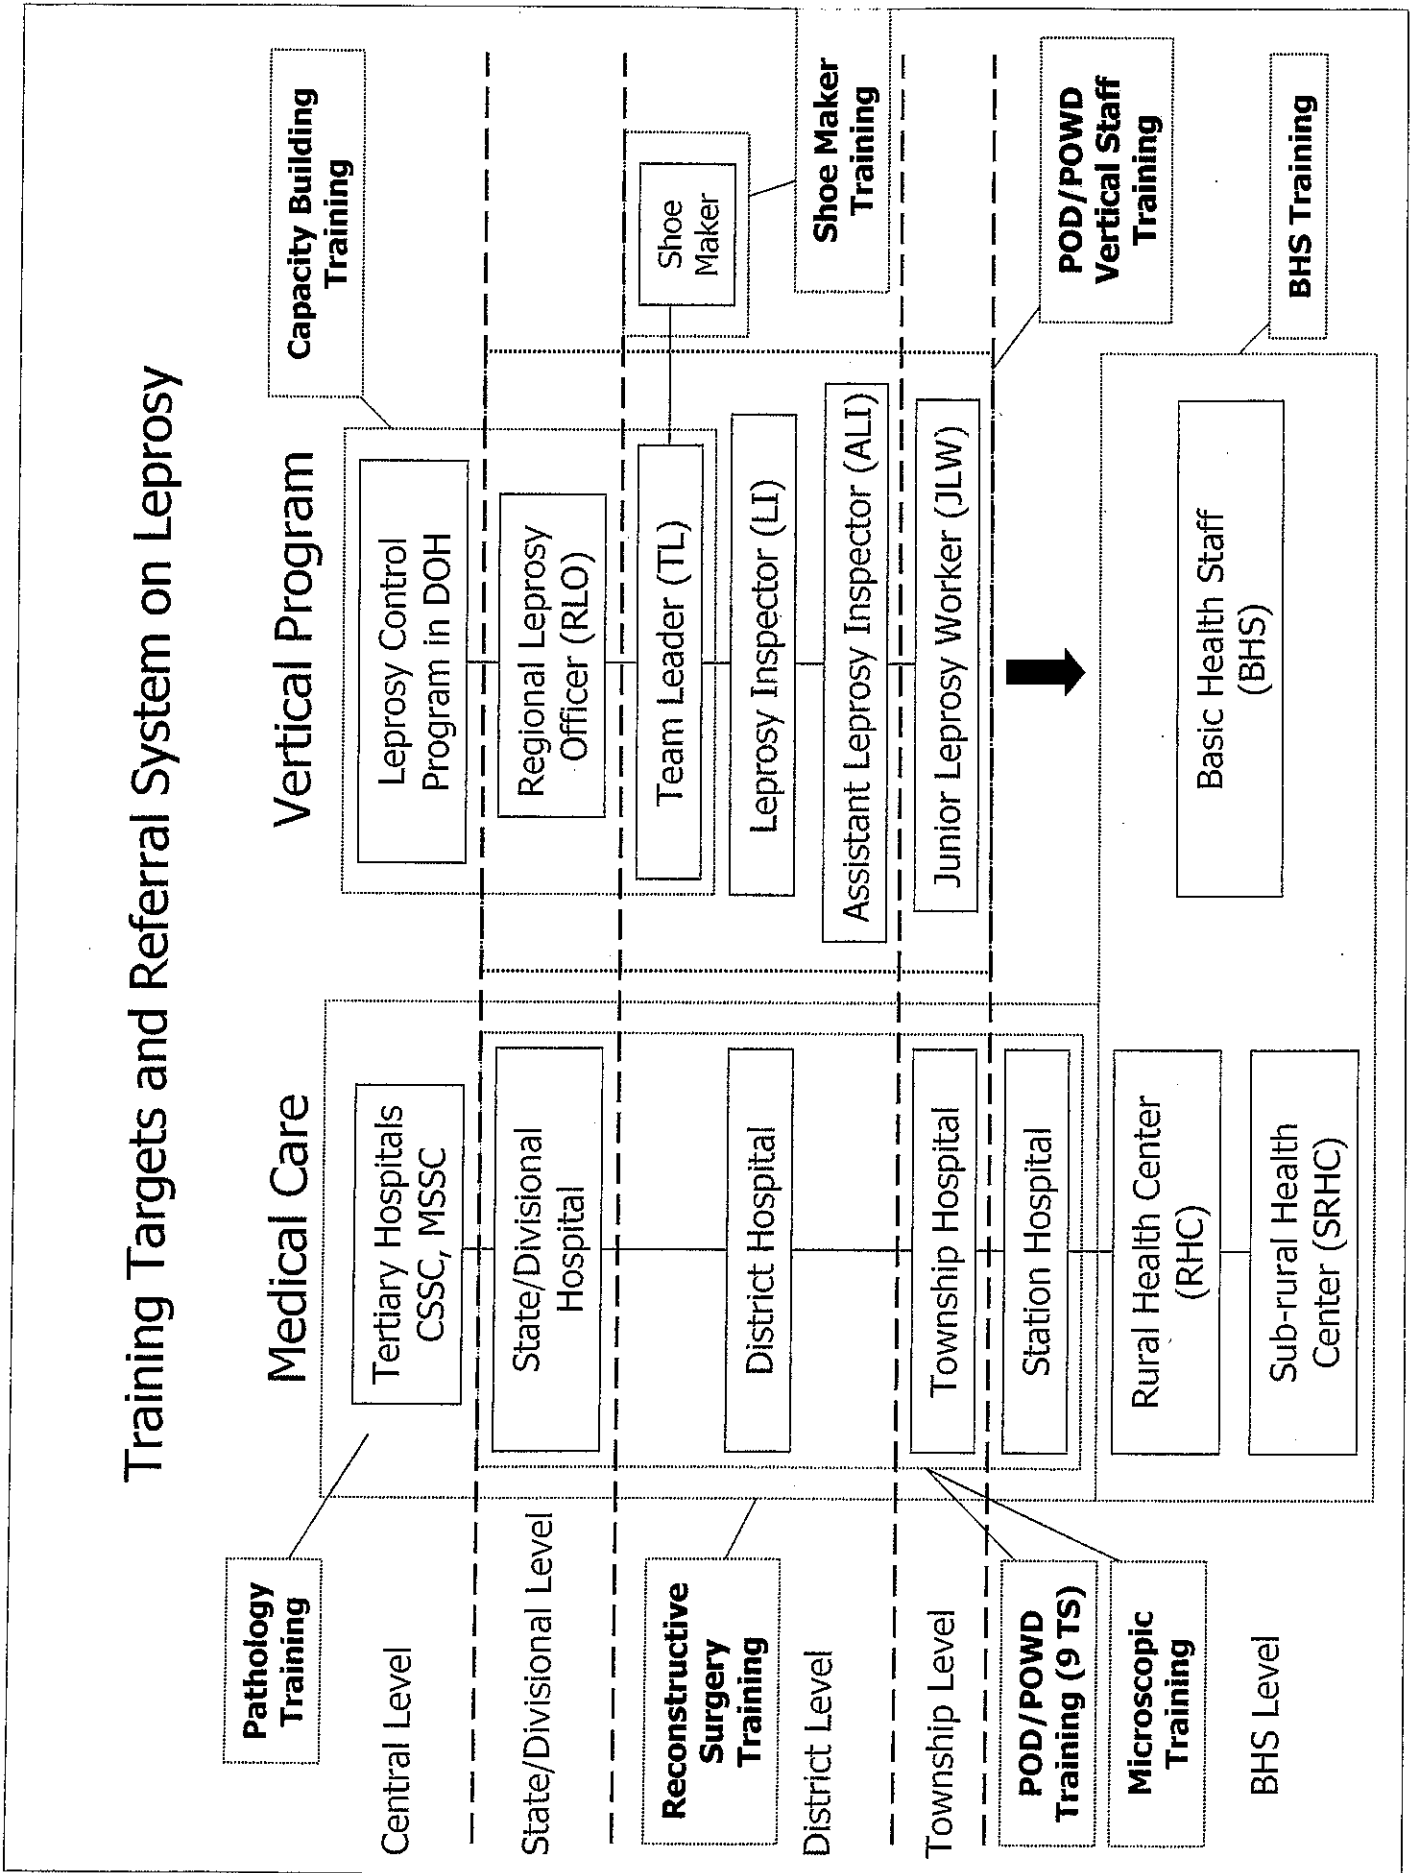 Training Targets and Referral System on Leprosy
Medical Care
Vertical Program
Pathology
Training
Capacity Building
Training
Central Level
Tertiary Hospitals
CSSC, MSSC
Leprosy Control
Program in DOH
State/Divisional Level
State/Divisional
Hospital
Regional Leprosy
Officer (RLO)
Reconstructive
Surgery
Training
Team Leader (TL)
Shoe
Maker
District Level
District Hospital
Leprosy Inspector (LI)
Assistant Leprosy Inspector (ALI)
Shoe Maker
Training
Township Level
Township Hospital
Junior Leprosy Worker (JLW)
POD/POWD
Training (9 TS)
Station Hospital
POD/POWD
Vertical Staff
Training
Microscopic
Training
Rural Health Center
(RHC)
Basic Health Staff
(BHS)
BHS Training
BHS Level
Sub-rural Health
Center (SRHC)